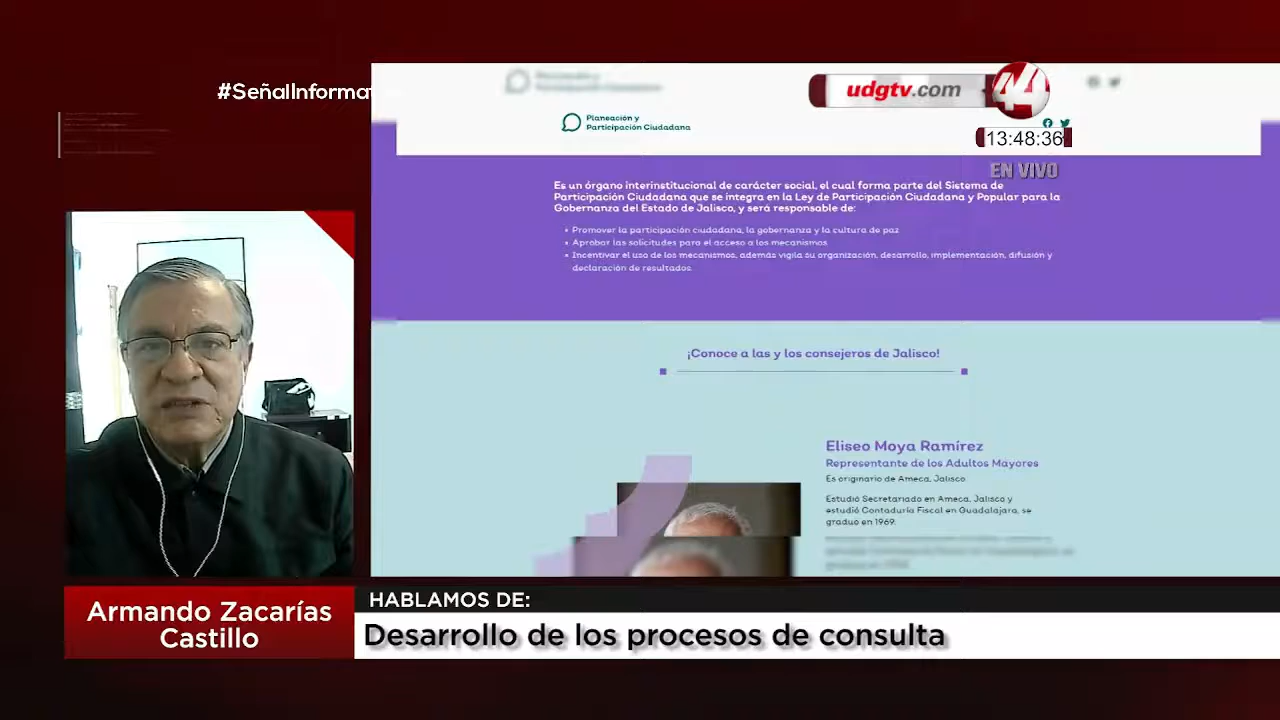 #SeñalInforma
udgtv.com
44
Planeación y
Participación Ciudadana
13:48:36
EN VIVO
Es un órgano interinstitucional de carácter social, el cual forma parte del Sistema de
Participación Ciudadana que se integra en la Ley de Participación Ciudadana y Popular para la
Gobernanza del Estado de Jalisco, y será responsable de:
• Promover la participación ciudadana, la gobernanza y la cultura de paz
• Aprobar las solicitudes para el acceso a los mecanismos
• Incentivar el uso de los mecanismos, además vigila su organización, desarrollo, implementación, difusión y
declaración de resultados.
¡Conoce a las y los consejeros de Jalisco!
Eliseo Moya Ramírez
Representante de los Adultos Mayores
Es originario de Ameca, Jalisco.
Estudió Secretariado en Ameca, Jalisco y
estudió Contaduría Fiscal en Guadalajara, se
graduo en 1969.
Armando Zacarías
Castillo
HABLAMOS DE:
Desarrollo de los procesos de consulta